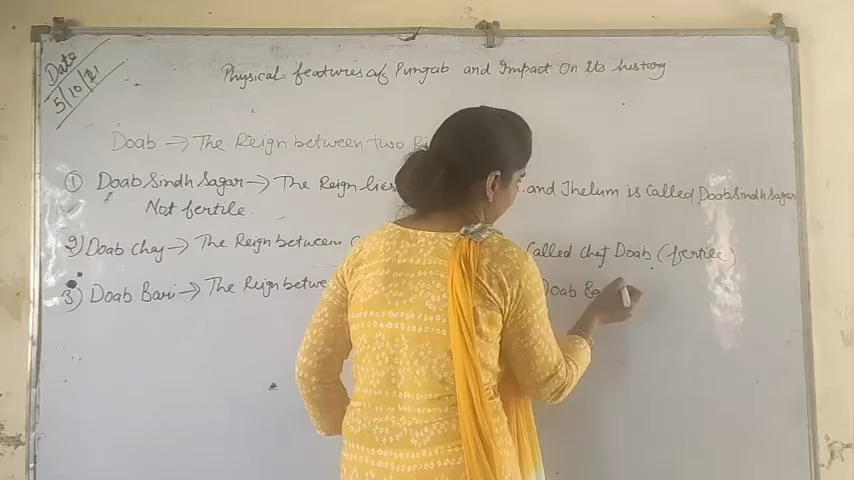 Date
5/10/21
Physical features of Punjab and Impact On Its history
Doab → The Reign between two
① Doab Sindh Sagar → The Reign lies and Jhelum is Called Doab Sindh Sagar
Not fertile.
2) Doab Chaj → The Reign between Called Chaj Doab (fertile)
3) Doab Bari → The Reign betwe Doab Ba